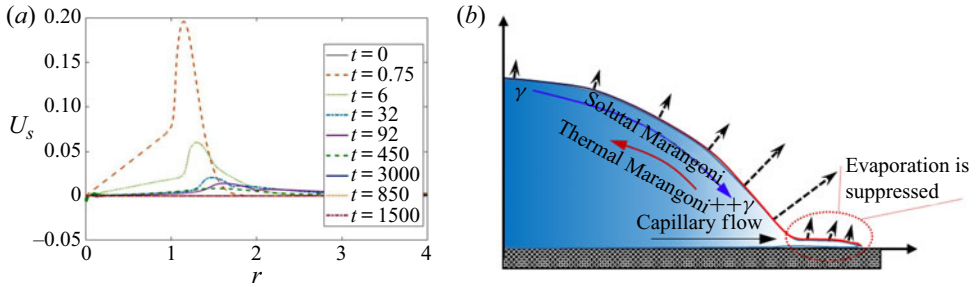 (a)
0.20
0.15
0.10
0.05
0
−0.05
U_s
0
1
2
3
4
r
t = 0
t = 0.75
t = 6
t = 32
t = 92
t = 450
t = 3000
t = 850
t = 1500
(b)
γ
Solutal Marangoni
Thermal Marangoni
++γ
Capillary flow
Evaporation is
suppressed